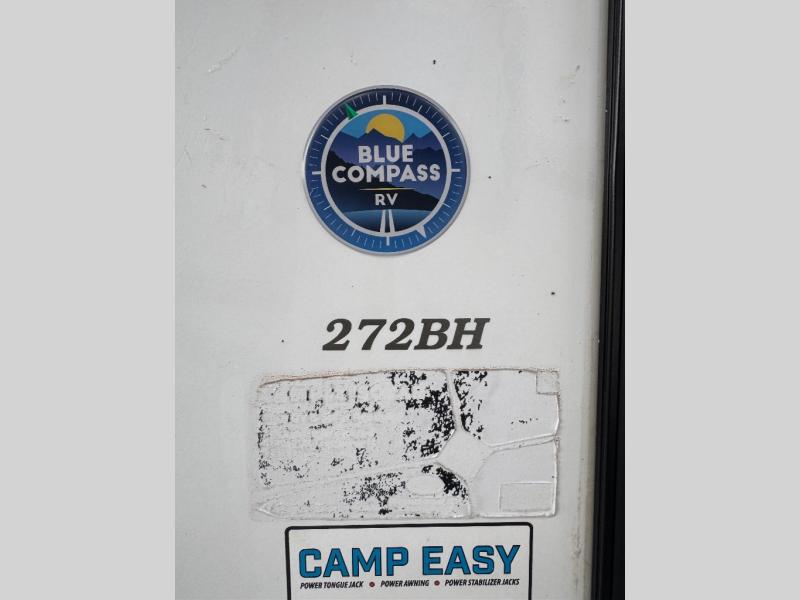 BLUE
COMPASS
RV
272BH
CAMP EASY
POWER TONGUE JACK • POWER AWNING • POWER STABILIZER JACKS